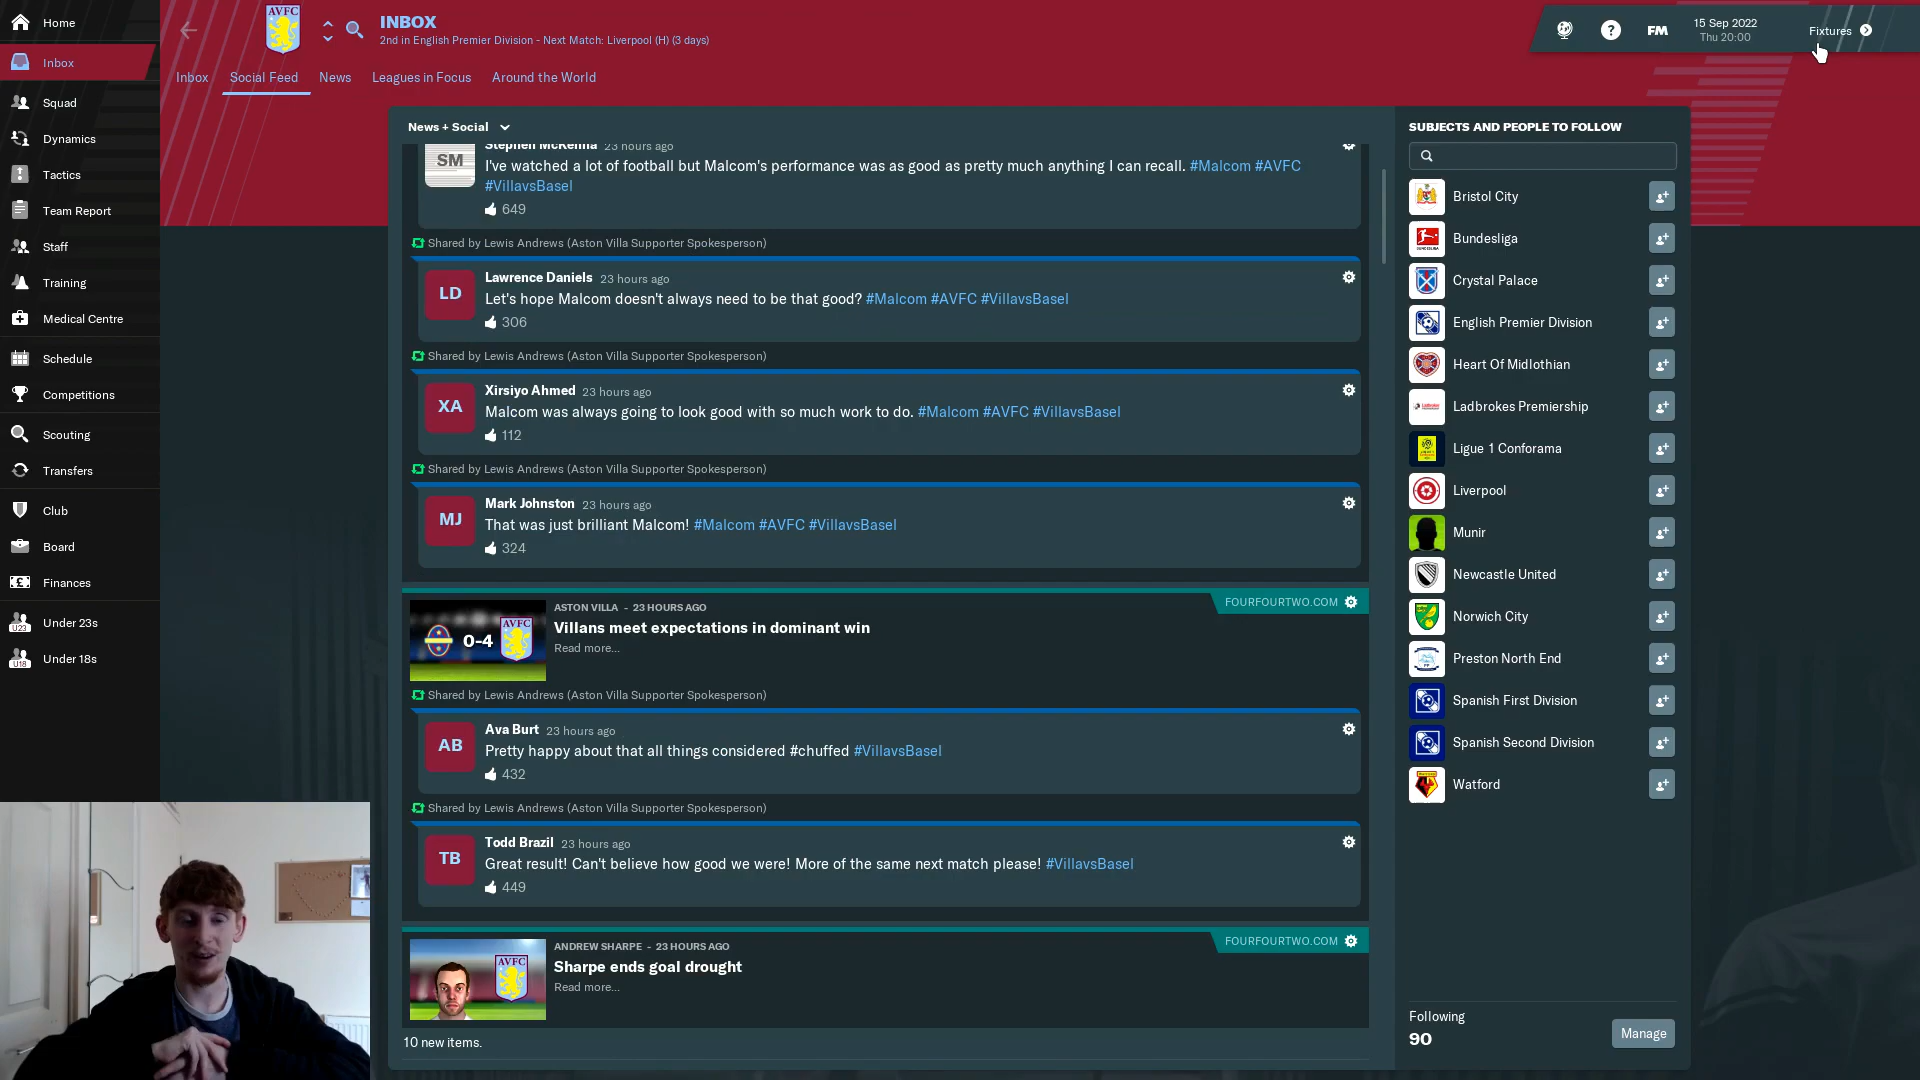 Home
Inbox
Squad
Dynamics
Tactics
Team Report
Staff
Training
Medical Centre
Schedule
Competitions
Scouting
Transfers
Club
Board
Finances
U23
Under 23s
U18
Under 18s
AVFC
INBOX
2nd in English Premier Division - Next Match: Liverpool (H) (3 days)
FM
15 Sep 2022
Thu 20:00
Fixtures
Inbox
Social Feed
News
Leagues in Focus
Around the World
News + Social
Stephen McKenna 23 hours ago
SM
I've watched a lot of football but Malcom's performance was as good as pretty much anything I can recall. #Malcom #AVFC
#VillavsBasel
649
Shared by Lewis Andrews (Aston Villa Supporter Spokesperson)
LD
Lawrence Daniels 23 hours ago
Let's hope Malcom doesn't always need to be that good? #Malcom #AVFC #VillavsBasel
306
Shared by Lewis Andrews (Aston Villa Supporter Spokesperson)
XA
Xirsiyo Ahmed 23 hours ago
Malcom was always going to look good with so much work to do. #Malcom #AVFC #VillavsBasel
112
Shared by Lewis Andrews (Aston Villa Supporter Spokesperson)
MJ
Mark Johnston 23 hours ago
That was just brilliant Malcom! #Malcom #AVFC #VillavsBasel
324
ASTON VILLA - 23 HOURS AGO
FOURFOURTWO.COM
0-4
AVFC
Villans meet expectations in dominant win
Read more...
Shared by Lewis Andrews (Aston Villa Supporter Spokesperson)
AB
Ava Burt 23 hours ago
Pretty happy about that all things considered #chuffed #VillavsBasel
432
Shared by Lewis Andrews (Aston Villa Supporter Spokesperson)
TB
Todd Brazil 23 hours ago
Great result! Can't believe how good we were! More of the same next match please! #VillavsBasel
449
ANDREW SHARPE - 23 HOURS AGO
FOURFOURTWO.COM
AVFC
Sharpe ends goal drought
Read more...
10 new items.
SUBJECTS AND PEOPLE TO FOLLOW
Bristol City
Bundesliga
Crystal Palace
English Premier Division
Heart Of Midlothian
Ladbrokes Premiership
Ligue 1 Conforama
Liverpool
Munir
Newcastle United
Norwich City
Preston North End
Spanish First Division
Spanish Second Division
Watford
Following
90
Manage